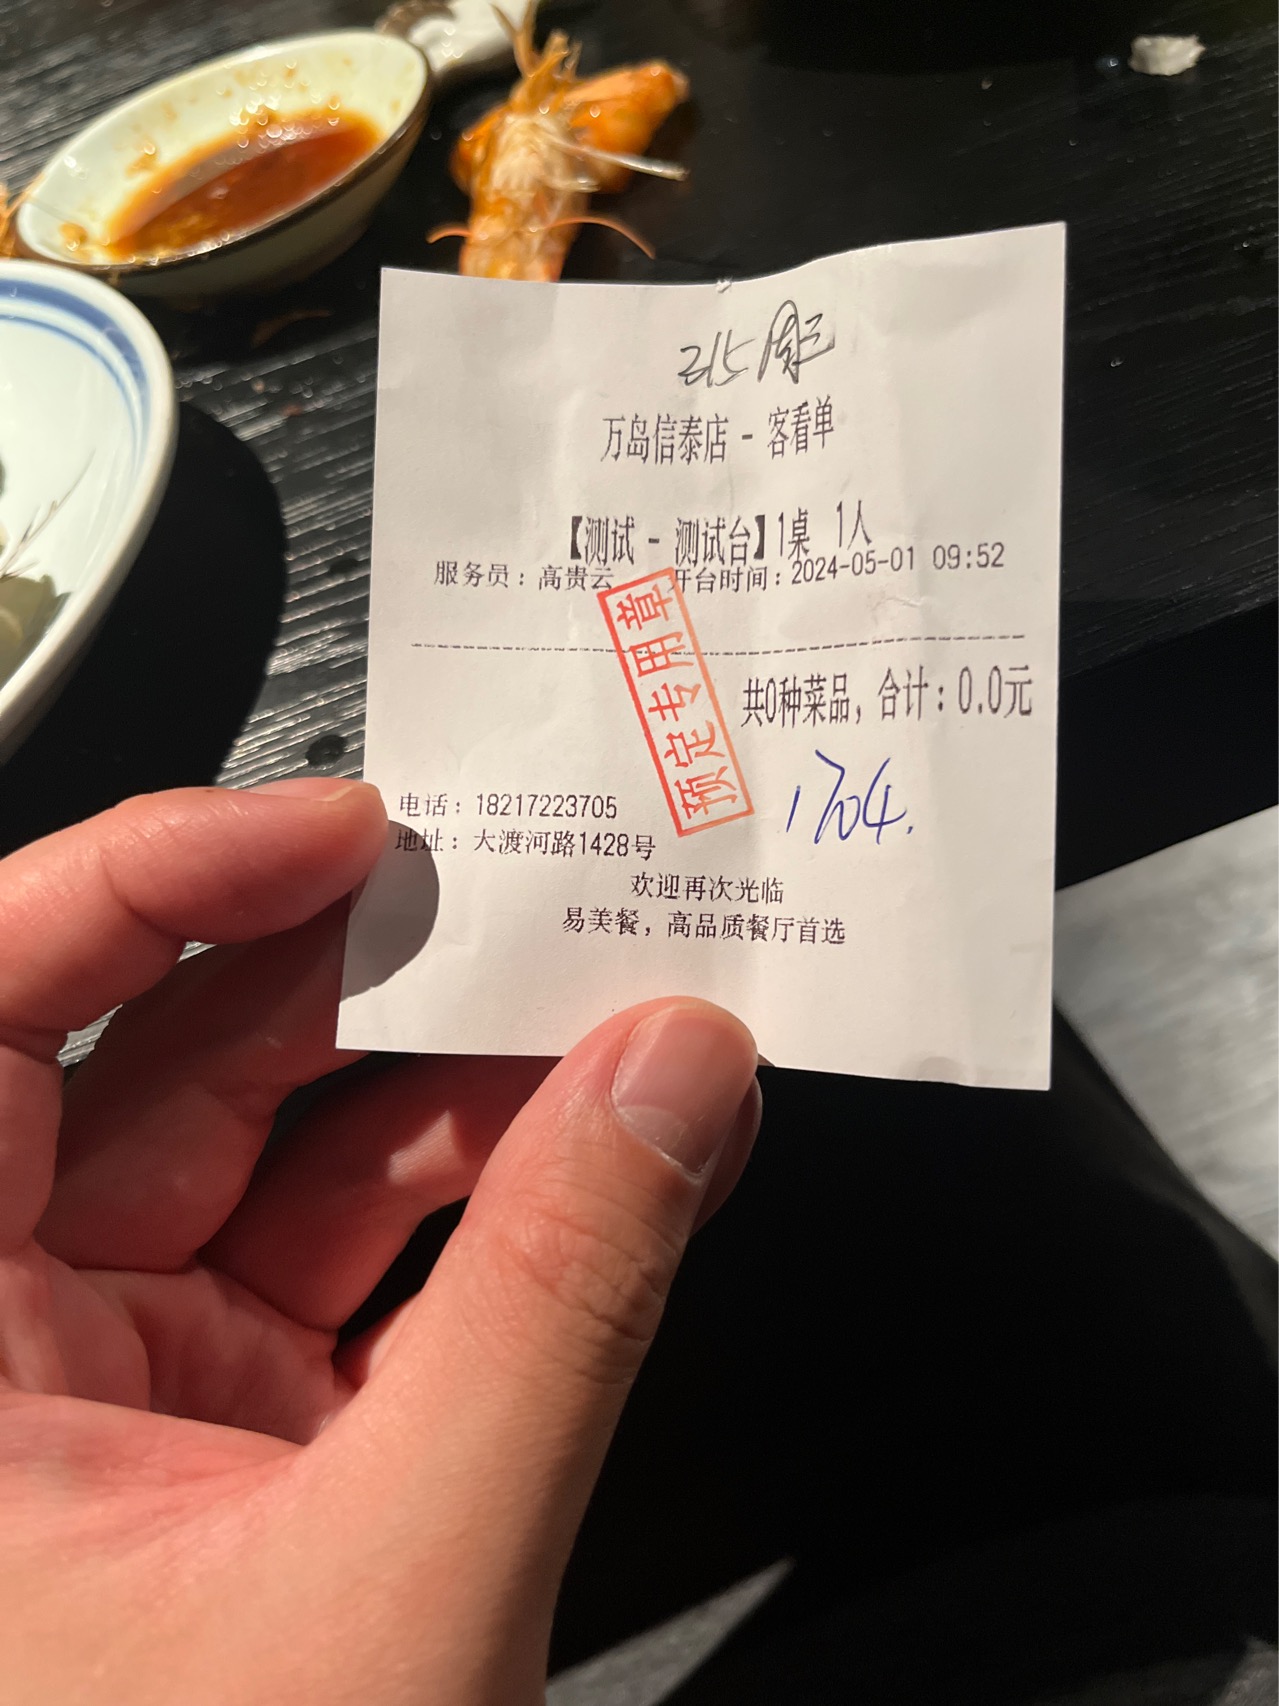 215
万岛信泰店 - 客看单
【测试 - 测试台】1桌 1人
服务员：高贵云 开台时间：2024-05-01 09:52
共0种菜品，合计：0.0元
预定专用章
1704.
电话：18217223705
地址：大渡河路1428号
欢迎再次光临
易美餐，高品质餐厅首选